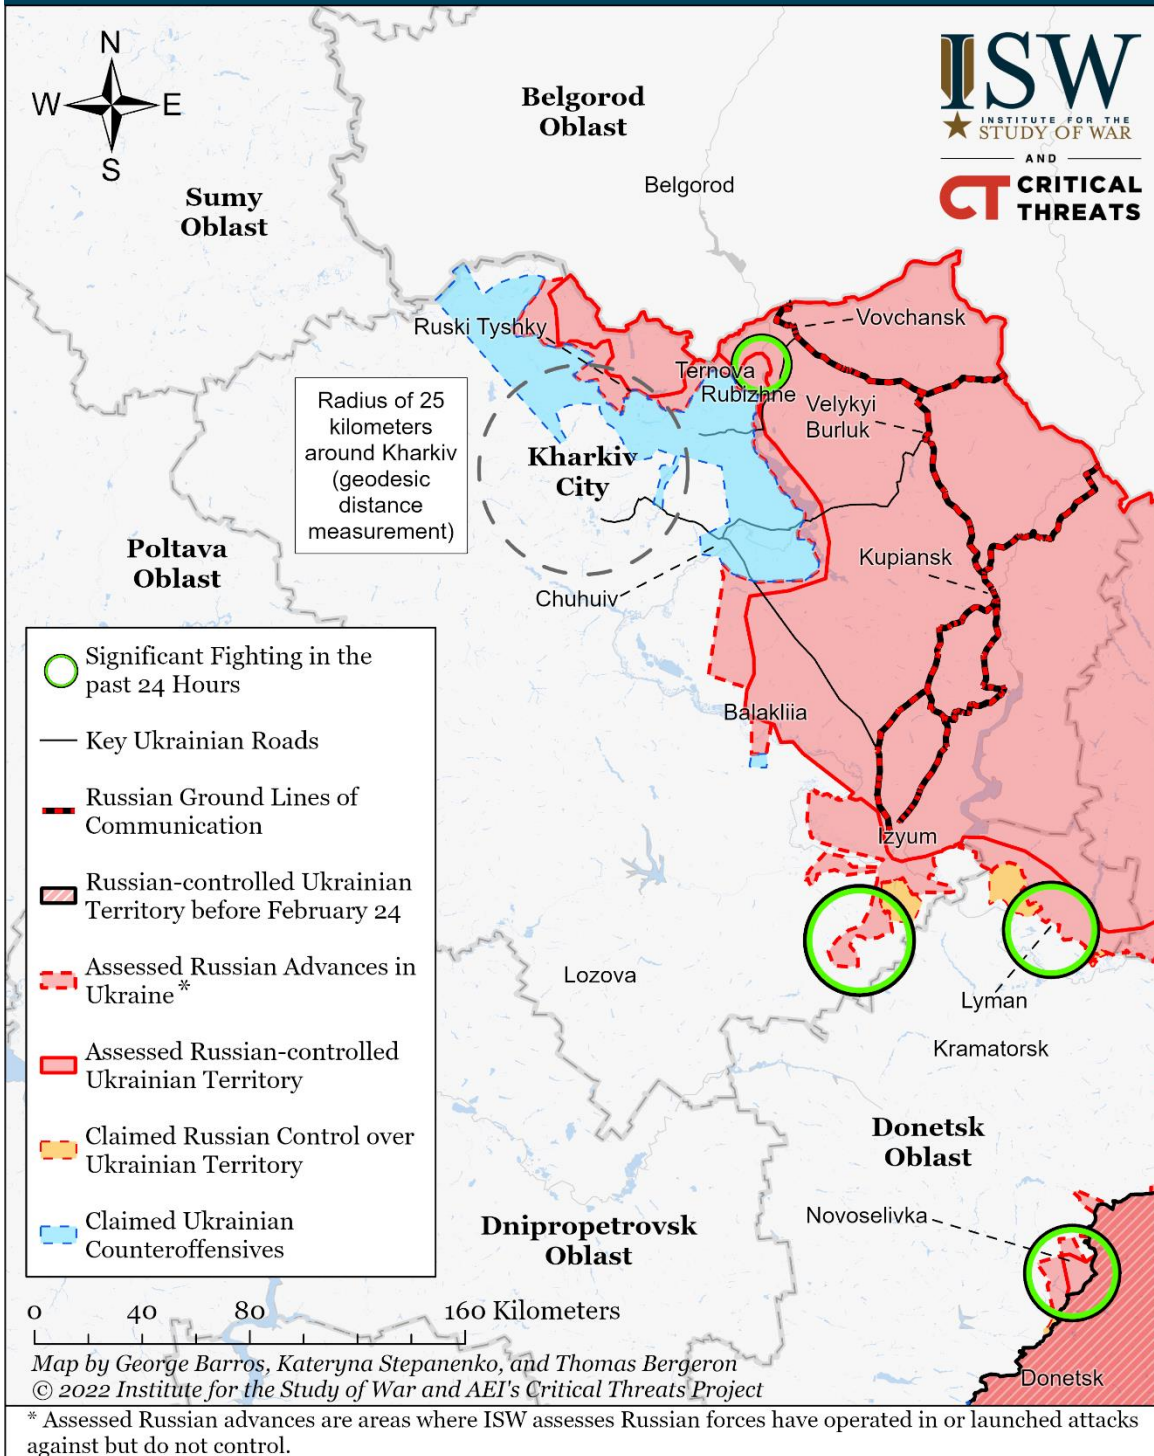 N
W E
S
ISW
INSTITUTE FOR THE
STUDY OF WAR
AND
CT CRITICAL
THREATS
Belgorod
Oblast
Belgorod
Sumy
Oblast
Ruski Tyshky
Vovchansk
Ternova
Rubizhne
Velykyi
Burluk
Radius of 25
kilometers
around Kharkiv
(geodesic
distance
measurement)
Kharkiv
City
Poltava
Oblast
Kupiansk
Chuhuiv
Balakliia
Izyum
Lozova
Lyman
Kramatorsk
Donetsk
Oblast
Novoselivka
Dnipropetrovsk
Oblast
Donetsk
Significant Fighting in the
past 24 Hours
Key Ukrainian Roads
Russian Ground Lines of
Communication
Russian-controlled Ukrainian
Territory before February 24
Assessed Russian Advances in
Ukraine*
Assessed Russian-controlled
Ukrainian Territory
Claimed Russian Control over
Ukrainian Territory
Claimed Ukrainian
Counteroffensives
0 40 80 160 Kilometers
Map by George Barros, Kateryna Stepanenko, and Thomas Bergeron
© 2022 Institute for the Study of War and AEI's Critical Threats Project
* Assessed Russian advances are areas where ISW assesses Russian forces have operated in or launched attacks
against but do not control.